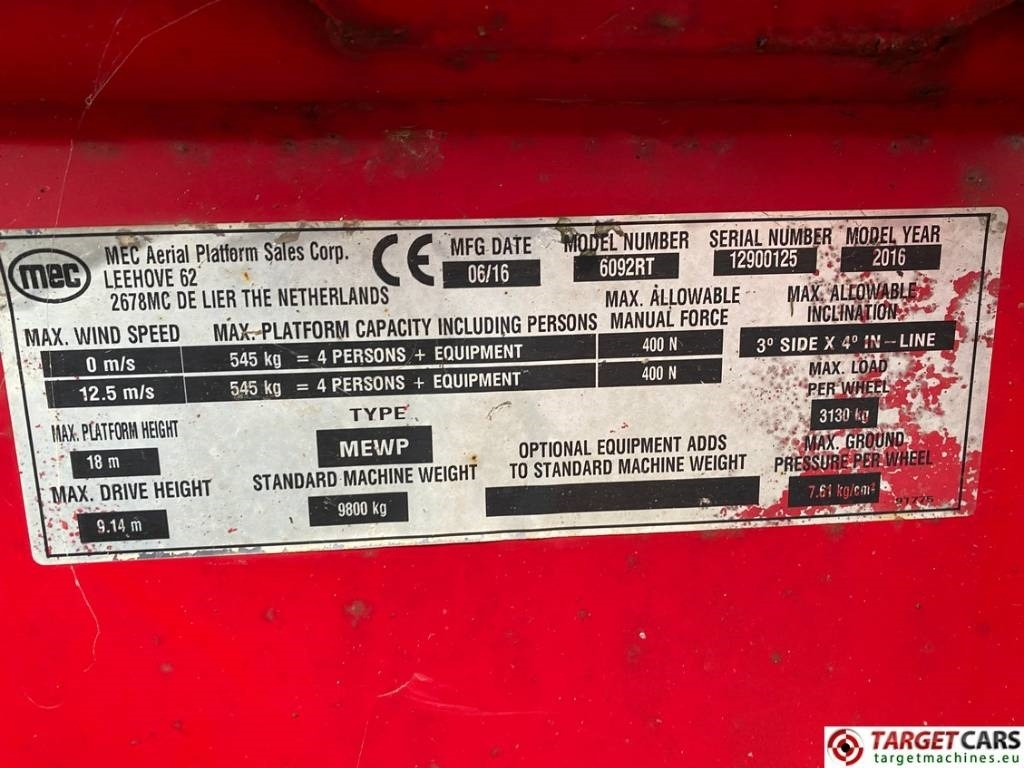 mec
MEC Aerial Platform Sales Corp.
LEEHOVE 62
2678MC DE LIER THE NETHERLANDS
CE
MFG DATE
06/16
MODEL NUMBER
6092RT
SERIAL NUMBER
12900125
MODEL YEAR
2016
MAX. WIND SPEED
0 m/s
12.5 m/s
MAX. PLATFORM CAPACITY INCLUDING PERSONS
545 kg = 4 PERSONS + EQUIPMENT
545 kg = 4 PERSONS + EQUIPMENT
MAX. ALLOWABLE
MANUAL FORCE
400 N
400 N
MAX. ALLOWABLE
INCLINATION
3º SIDE X 4º IN-LINE
MAX. LOAD
PER WHEEL
3130 kg
MAX. PLATFORM HEIGHT
18 m
MAX. DRIVE HEIGHT
9.14 m
TYPE
MEWP
STANDARD MACHINE WEIGHT
9800 kg
OPTIONAL EQUIPMENT ADDS
TO STANDARD MACHINE WEIGHT
MAX. GROUND
PRESSURE PER WHEEL
7.61 kg/cm²
TARGETCARS
targetmachines.eu